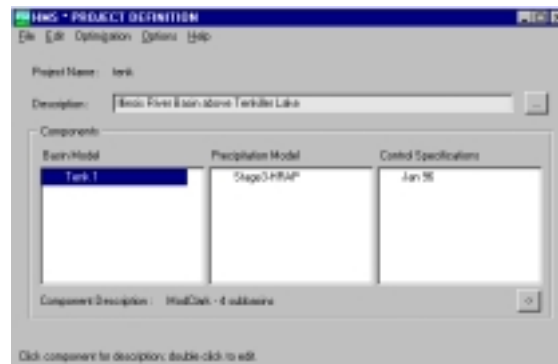 HMS * PROJECT DEFINITION
File Edit Optimization Options Help
Project Name : tenk
Description : Illinois River Basin above Tenkiller Lake ...
Components
Basin Model Precipitation Model Control Specifications
Tenk 1 Stage3-HRAP Jan 96
Component Description : ModClark - 4 subbasins ->
Click component for description; double-click to edit.